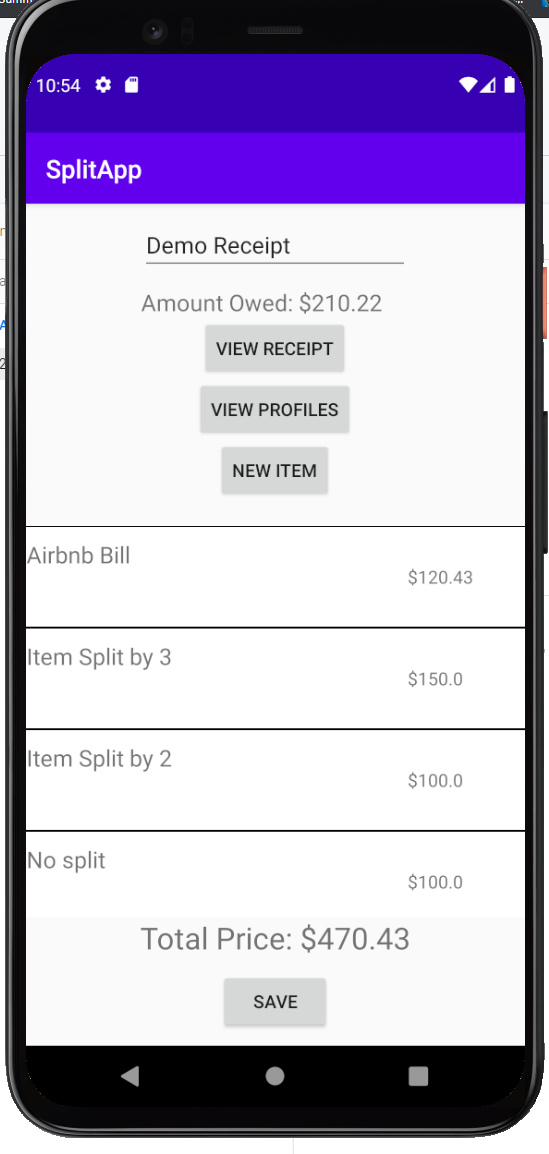 10:54
SplitApp
Demo Receipt
Amount Owed: $210.22
VIEW RECEIPT
VIEW PROFILES
NEW ITEM
Airbnb Bill
$120.43
Item Split by 3
$150.0
Item Split by 2
$100.0
No split
$100.0
Total Price: $470.43
SAVE